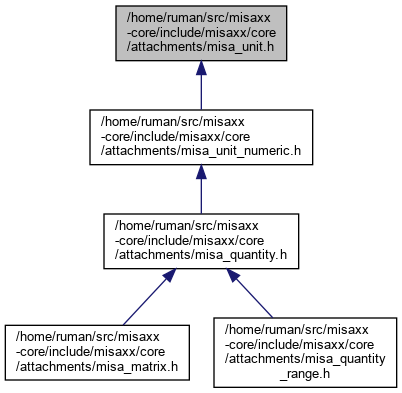 /home/ruman/src/misaxx
-core/include/misaxx/core
/attachments/misa_unit.h
/home/ruman/src/misaxx
-core/include/misaxx/core
/attachments/misa_unit_numeric.h
/home/ruman/src/misaxx
-core/include/misaxx/core
/attachments/misa_quantity.h
/home/ruman/src/misaxx
-core/include/misaxx/core
/attachments/misa_matrix.h
/home/ruman/src/misaxx
-core/include/misaxx/core
/attachments/misa_quantity
_range.h